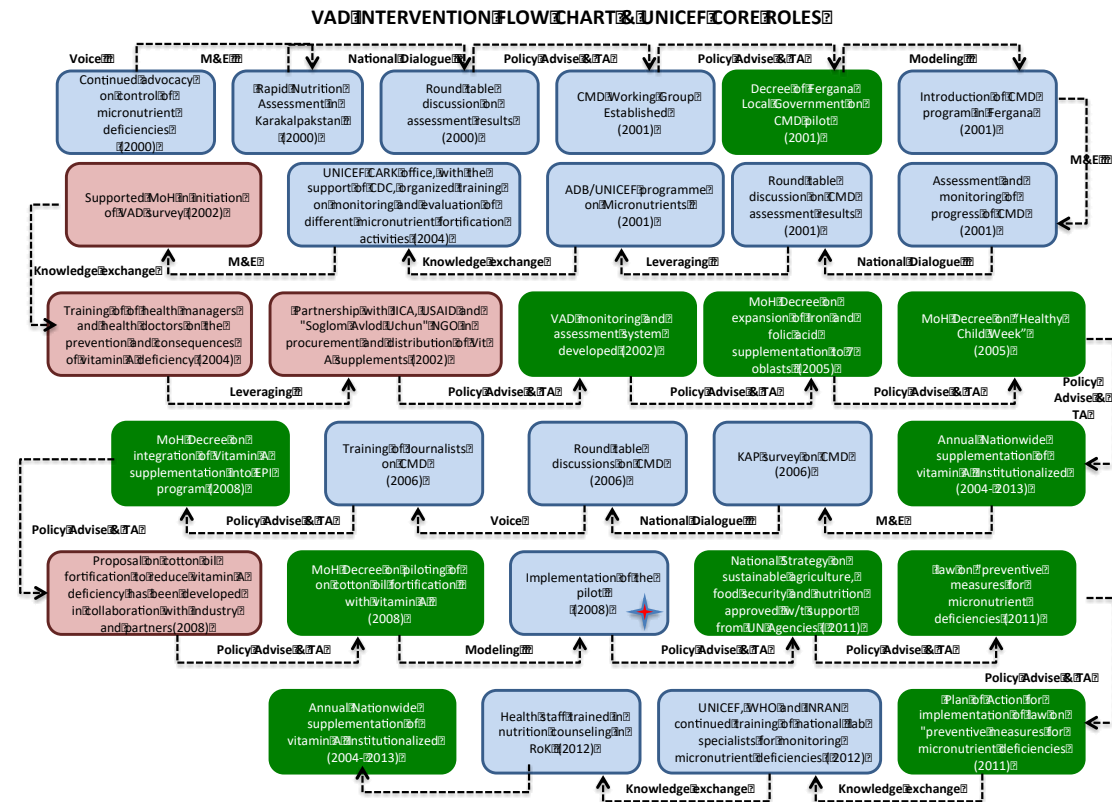 VAD INTERVENTION FLOW CHART & UNICEF CORE ROLES
Voice
M&E
National Dialogue
Policy Advise & TA
Policy Advise & TA
Modeling
Continued advocacy
on control of
micronutrient
deficiencies
(2000)
Rapid Nutrition
Assessment in
Karakalpakstan
(2000)
Round table
discussion on
assessment results
(2000)
CMD Working Group
Established
(2001)
Decree of Fergana
Local Government on
CMD pilot
(2001)
Introduction of CMD
program in Fergana
(2001)
M&E
Supported MoH in initiation
of VAD survey (2002)
UNICEF CARK office, with the
support of CDC, organized training
on monitoring and evaluation of
different micronutrient fortification
activities (2004)
ADB/UNICEF programme
on Micronutrients
(2001)
Round table
discussion on CMD
assessment results
(2001)
Assessment and
monitoring of
progress of CMD
(2001)
Knowledge exchange
M&E
Knowledge exchange
Leveraging
National Dialogue
Training of of health managers
and health doctors on the
prevention and consequences
of vitamin A deficiency
(2004)
Partnership with JICA, USAID and
"Soglom Avlod Uchun" NGO in
procurement and distribution of Vit
A supplements (2002)
VAD monitoring and
assessment system
developed (2002)
MoH Decree on
expansion of Iron and
folic acid
supplementation to 7
oblasts (2005)
MoH Decree on "Healthy
Child Week"
(2005)
Leveraging
Policy Advise & TA
Policy Advise & TA
Policy Advise & TA
Policy
Advise &
TA
MoH Decree on
integration of Vitamin A
supplementation into EPI
program (2008)
Training of Journalists
on CMD
(2006)
Round table
discussions on CMD
(2006)
KAP survey on CMD
(2006)
Annual Nationwide
supplementation of
vitamin A Institutionalized
(2004-2013)
Policy Advise & TA
Policy Advise & TA
Voice
National Dialogue
M&E
Proposal on cotton oil
fortification to reduce vitamin A
deficiency has been developed
in collaboration with industry
and partners (2008)
MoH Decree on piloting of
on cotton oil fortification
with vitamin A
(2008)
Implementation of the
pilot
(2008)
National Strategy on
sustainable agriculture,
food security and nutrition
approved w/t support
from UN Agencies (2011)
law on "preventive
measures for
micronutrient
deficiencies (2011)
Policy Advise & TA
Modeling
Policy Advise & TA
Policy Advise & TA
Policy Advise & TA
Annual Nationwide
supplementation of
vitamin A Institutionalized
(2004-2013)
Health staff trained in
nutrition counseling in
RoK (2012)
UNICEF, WHO and INRAN
continued training of national lab
specialists for monitoring
micronutrient deficiencies (2012)
Plan of Action for
implementation of law on
"preventive measures for
micronutrient deficiencies
(2011)
Knowledge exchange
Knowledge exchange